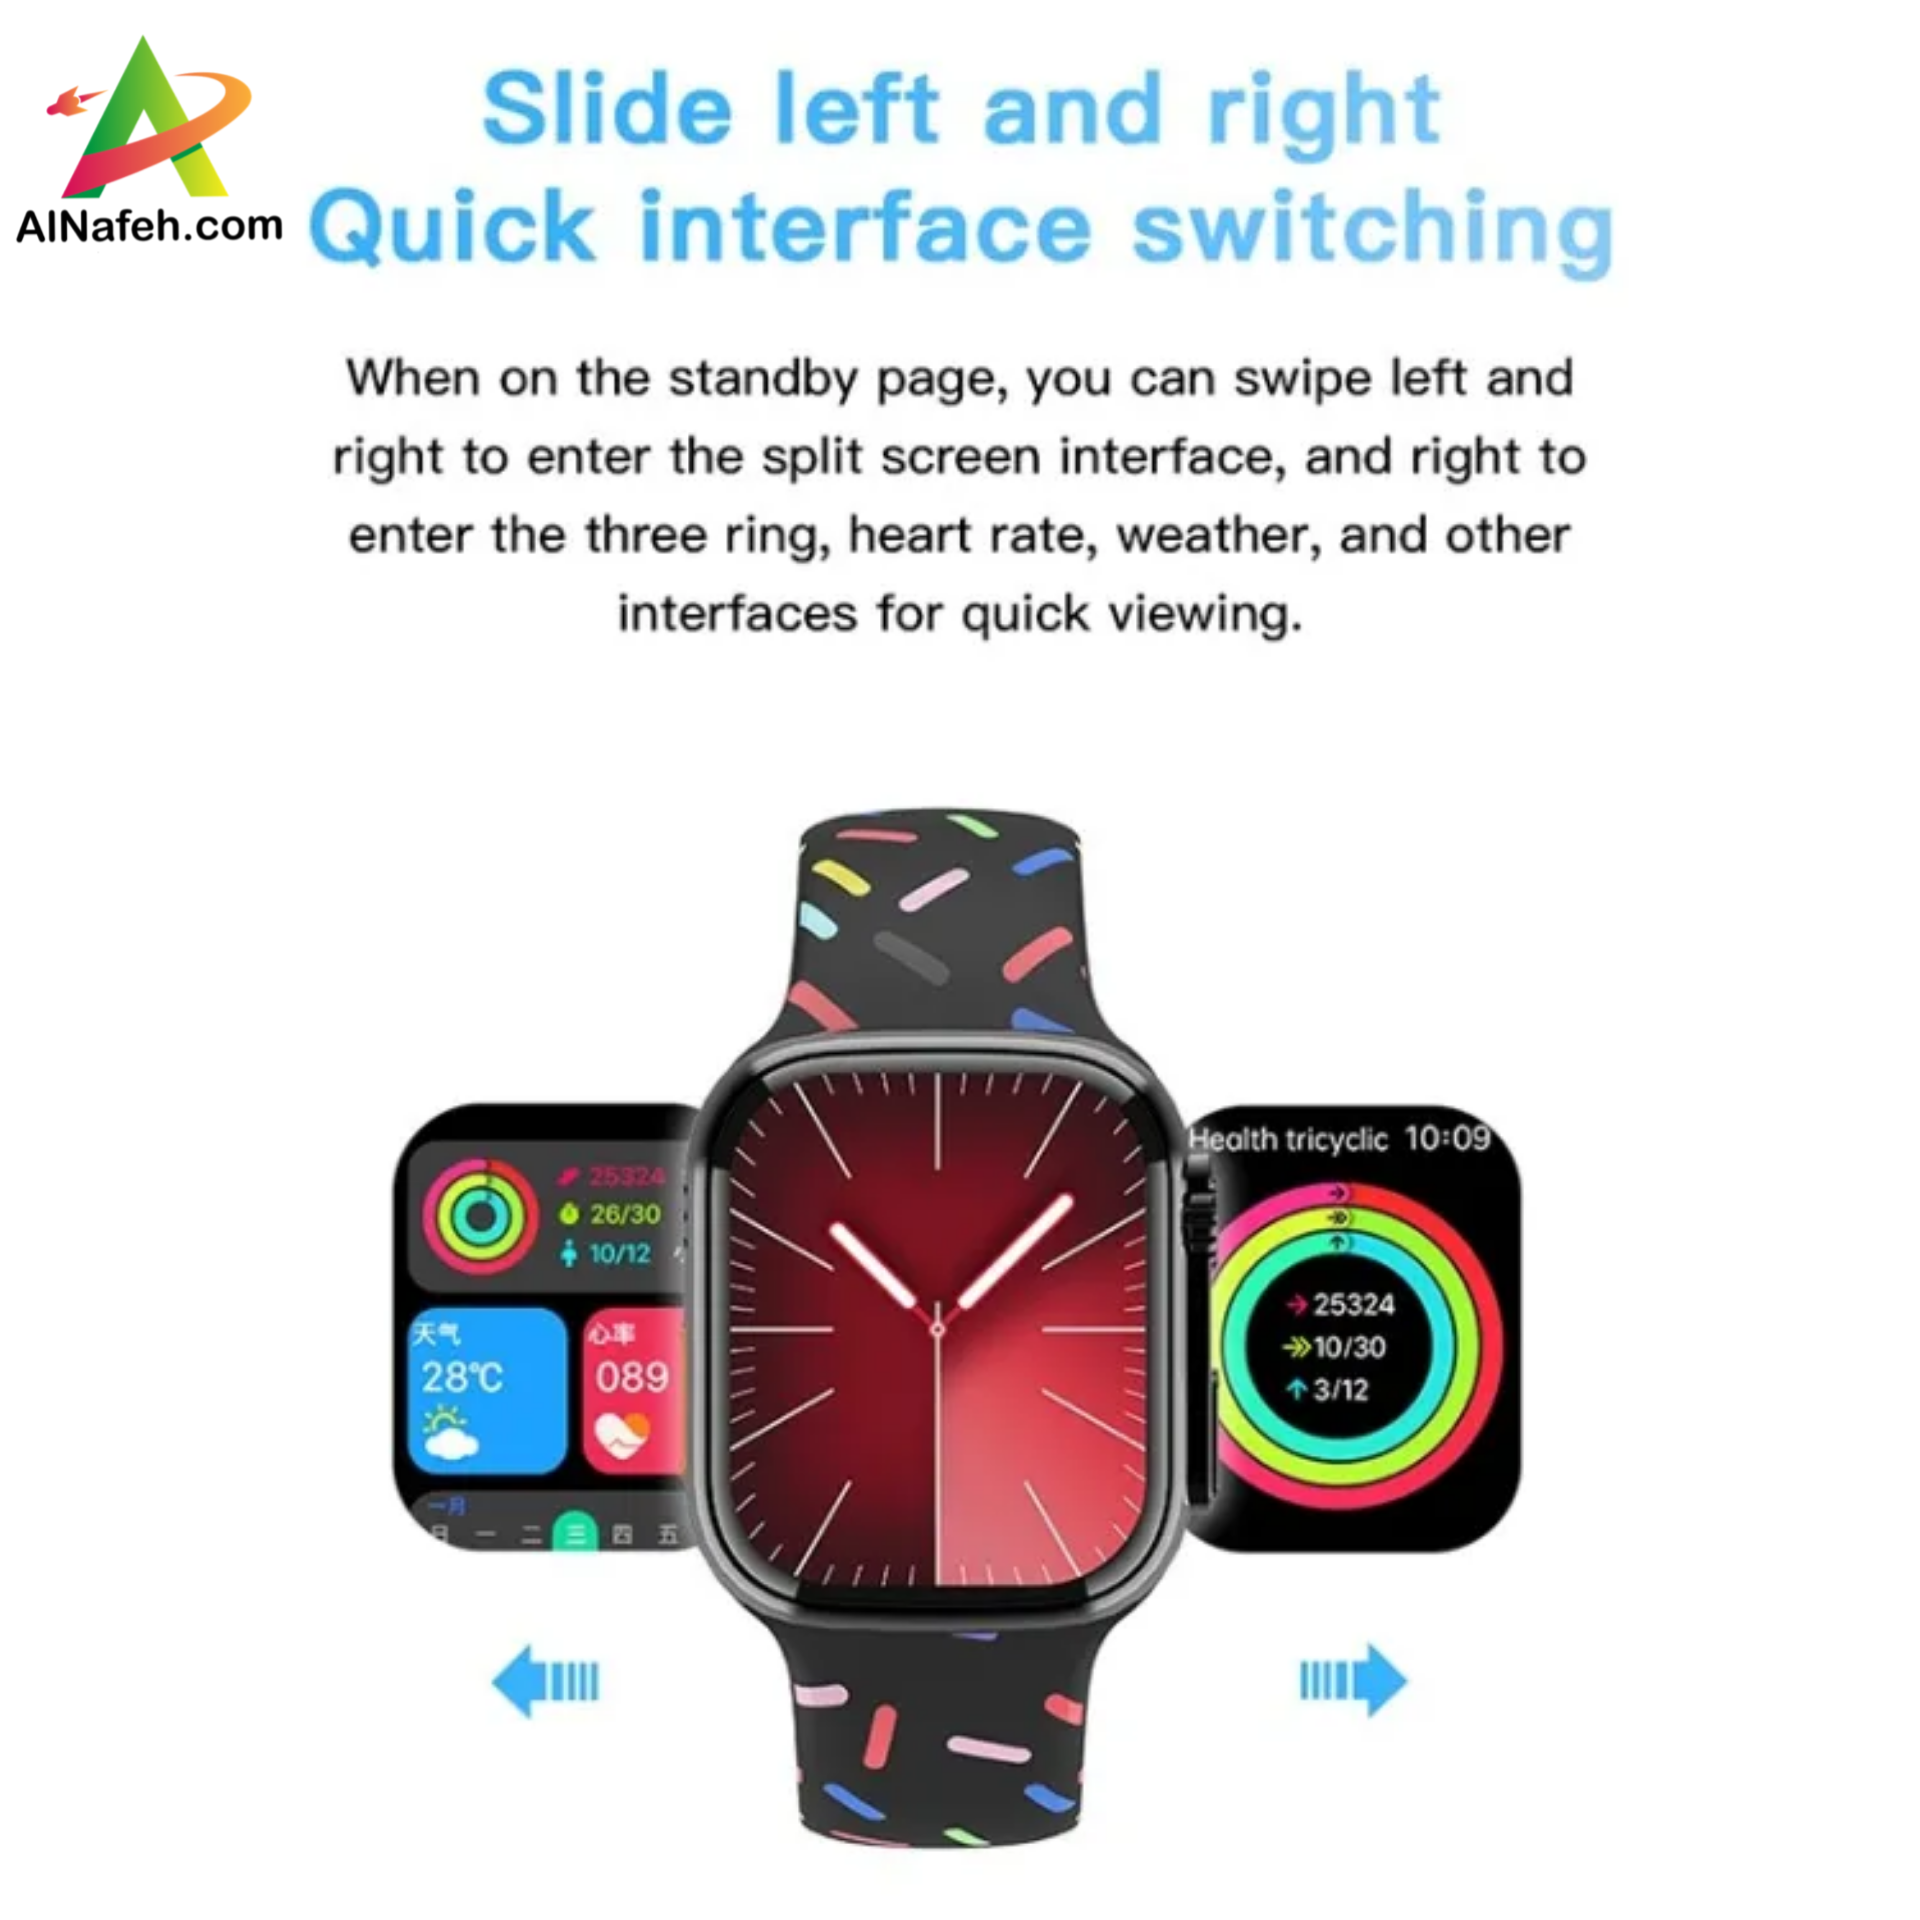 AlNafeh.com
Slide left and right
Quick interface switching
When on the standby page, you can swipe left and
right to enter the split screen interface, and right to
enter the three ring, heart rate, weather, and other
interfaces for quick viewing.
25324
26/30
10/12
天气
28℃
心率
089
一月
日 一 二 三 四 五
Health tricyclic 10:09
25324
10/30
3/12